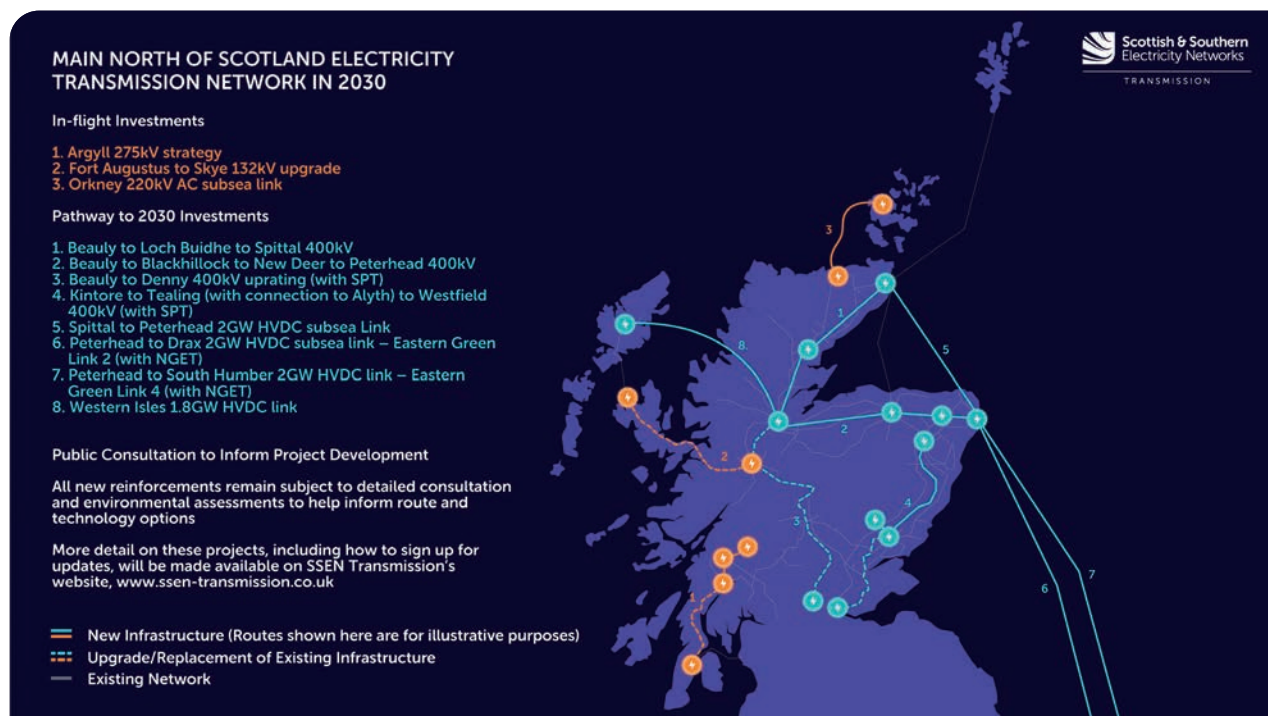 MAIN NORTH OF SCOTLAND ELECTRICITY
TRANSMISSION NETWORK IN 2030
In-flight Investments
1. Argyll 275kV strategy
2. Fort Augustus to Skye 132kV upgrade
3. Orkney 220kV AC subsea link
Pathway to 2030 Investments
1. Beauly to Loch Buidhe to Spittal 400kV
2. Beauly to Blackhillock to New Deer to Peterhead 400kV
3. Beauly to Denny 400kV uprating (with SPT)
4. Kintore to Tealing (with connection to Alyth) to Westfield
400kV (with SPT)
5. Spittal to Peterhead 2GW HVDC subsea Link
6. Peterhead to Drax 2GW HVDC subsea link – Eastern Green
Link 2 (with NGET)
7. Peterhead to South Humber 2GW HVDC link – Eastern
Green Link 4 (with NGET)
8. Western Isles 1.8GW HVDC link
Public Consultation to Inform Project Development
All new reinforcements remain subject to detailed consultation
and environmental assessments to help inform route and
technology options
More detail on these projects, including how to sign up for
updates, will be made available on SSEN Transmission's
website, www.ssen-transmission.co.uk
New Infrastructure (Routes shown here are for illustrative purposes)
Upgrade/Replacement of Existing Infrastructure
Existing Network
Scottish & Southern
Electricity Networks
TRANSMISSION
3
1
8.
5
2
2
4
3
1
6
7